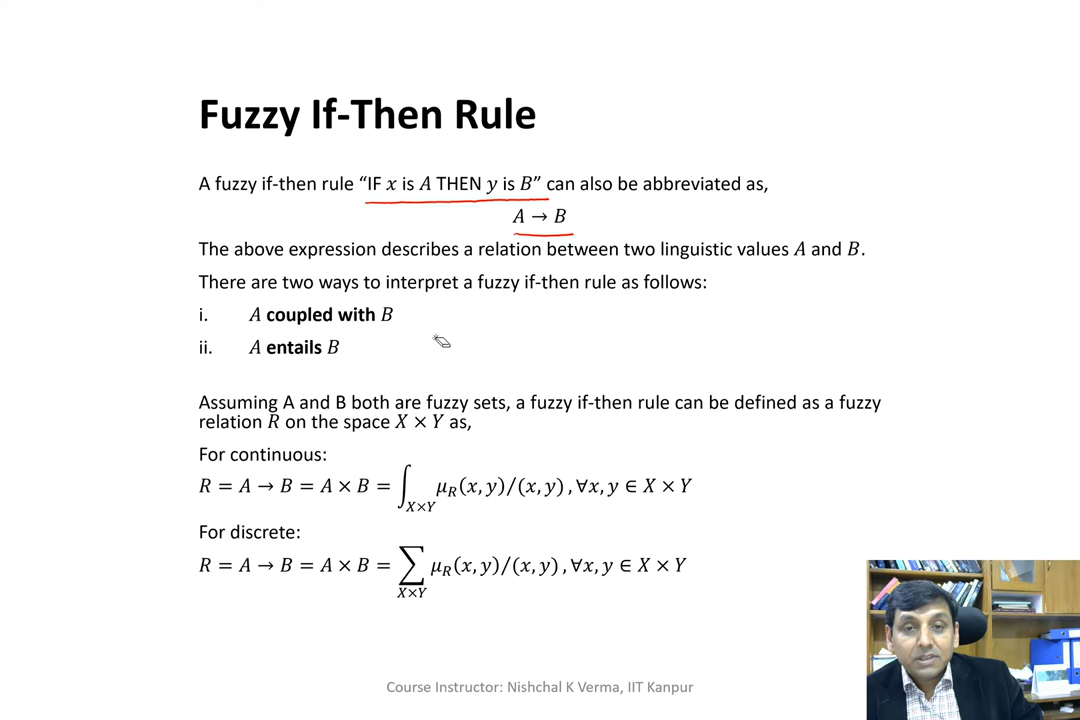 Fuzzy If-Then Rule
A fuzzy if-then rule “IF x is A THEN y is B” can also be abbreviated as,
A → B
The above expression describes a relation between two linguistic values A and B.
There are two ways to interpret a fuzzy if-then rule as follows:
i. A coupled with B
ii. A entails B
Assuming A and B both are fuzzy sets, a fuzzy if-then rule can be defined as a fuzzy
relation R on the space X × Y as,
For continuous:
R = A → B = A × B = ∫_{X×Y} μ_R(x, y)/(x, y) , ∀x, y ∈ X × Y
For discrete:
R = A → B = A × B = ∑_{X×Y} μ_R(x, y)/(x, y) , ∀x, y ∈ X × Y
Course Instructor: Nishchal K Verma, IIT Kanpur